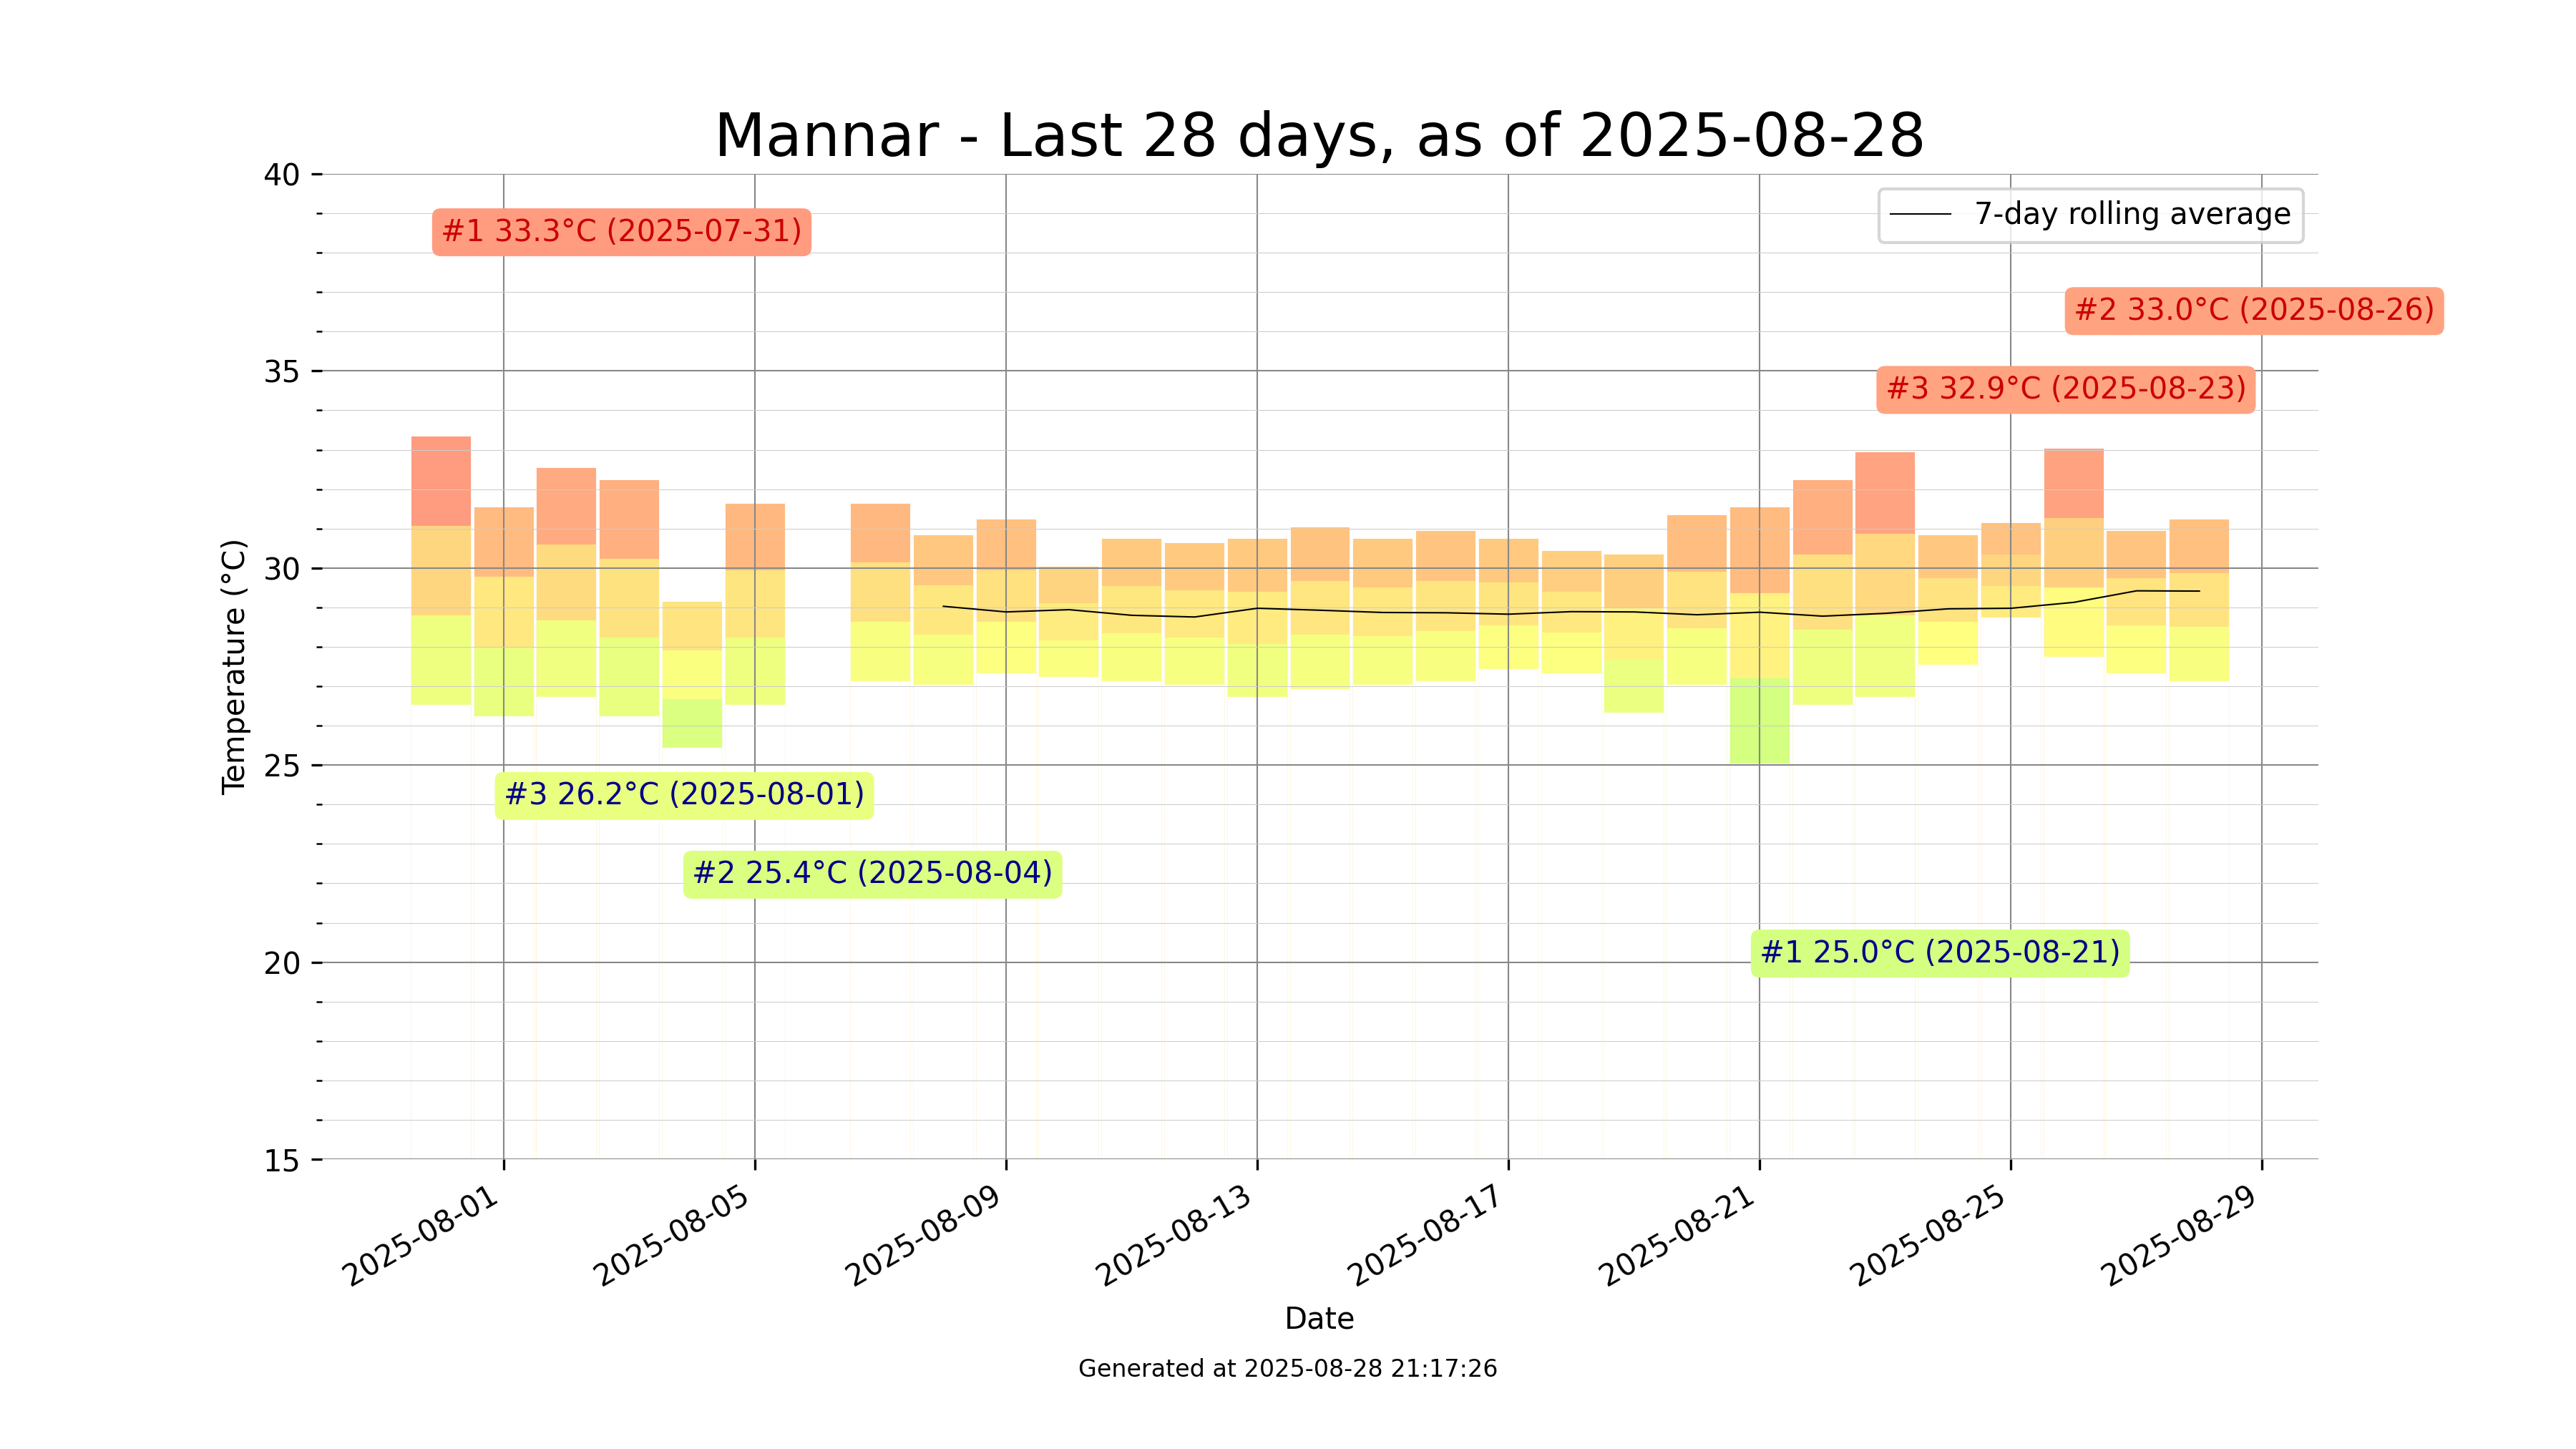 Mannar - Last 28 days, as of 2025-08-28
40
35
30
25
20
15
Temperature (°C)
7-day rolling average
#1 33.3°C (2025-07-31)
#2 33.0°C (2025-08-26)
#3 32.9°C (2025-08-23)
#3 26.2°C (2025-08-01)
#2 25.4°C (2025-08-04)
#1 25.0°C (2025-08-21)
2025-08-01
2025-08-05
2025-08-09
2025-08-13
2025-08-17
2025-08-21
2025-08-25
2025-08-29
Date
Generated at 2025-08-28 21:17:26